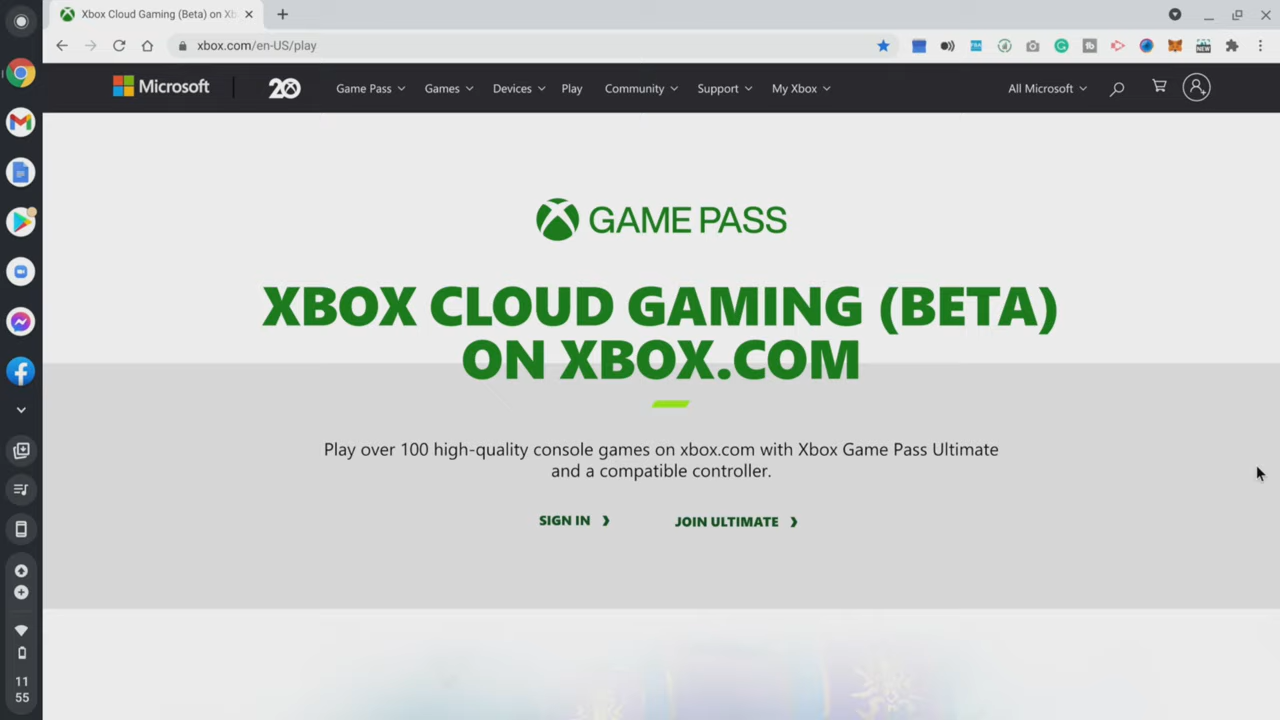 Xbox Cloud Gaming (Beta) on Xb
xbox.com/en-US/play
Microsoft
20
Game Pass
Games
Devices
Play
Community
Support
My Xbox
All Microsoft
GAME PASS
XBOX CLOUD GAMING (BETA)
ON XBOX.COM
Play over 100 high-quality console games on xbox.com with Xbox Game Pass Ultimate
and a compatible controller.
SIGN IN
JOIN ULTIMATE
11
55